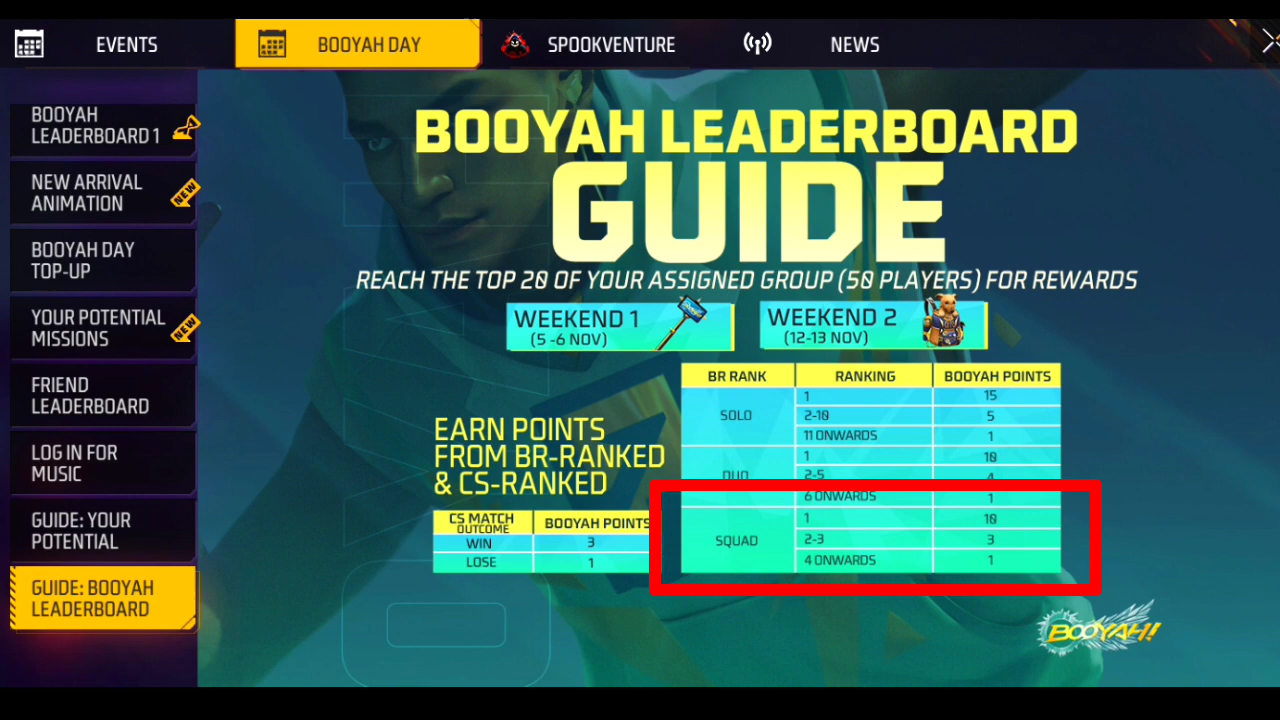 EVENTS
BOOYAH DAY
SPOOKVENTURE
NEWS
BOOYAH
LEADERBOARD 1
NEW ARRIVAL
ANIMATION
NEW
BOOYAH DAY
TOP-UP
YOUR POTENTIAL
MISSIONS
NEW
FRIEND
LEADERBOARD
LOG IN FOR
MUSIC
GUIDE: YOUR
POTENTIAL
GUIDE: BOOYAH
LEADERBOARD
BOOYAH LEADERBOARD
GUIDE
REACH THE TOP 20 OF YOUR ASSIGNED GROUP (50 PLAYERS) FOR REWARDS
WEEKEND 1
(5 -6 NOV)
WEEKEND 2
(12-13 NOV)
EARN POINTS
FROM BR-RANKED
& CS-RANKED
CS MATCH OUTCOME BOOYAH POINTS
WIN 3
LOSE 1
BR RANK RANKING BOOYAH POINTS
SOLO 1 15
2-10 5
11 ONWARDS 1
DUO 1 10
2-5 4
6 ONWARDS 1
SQUAD 1 10
2-3 3
4 ONWARDS 1
BOOYAH!